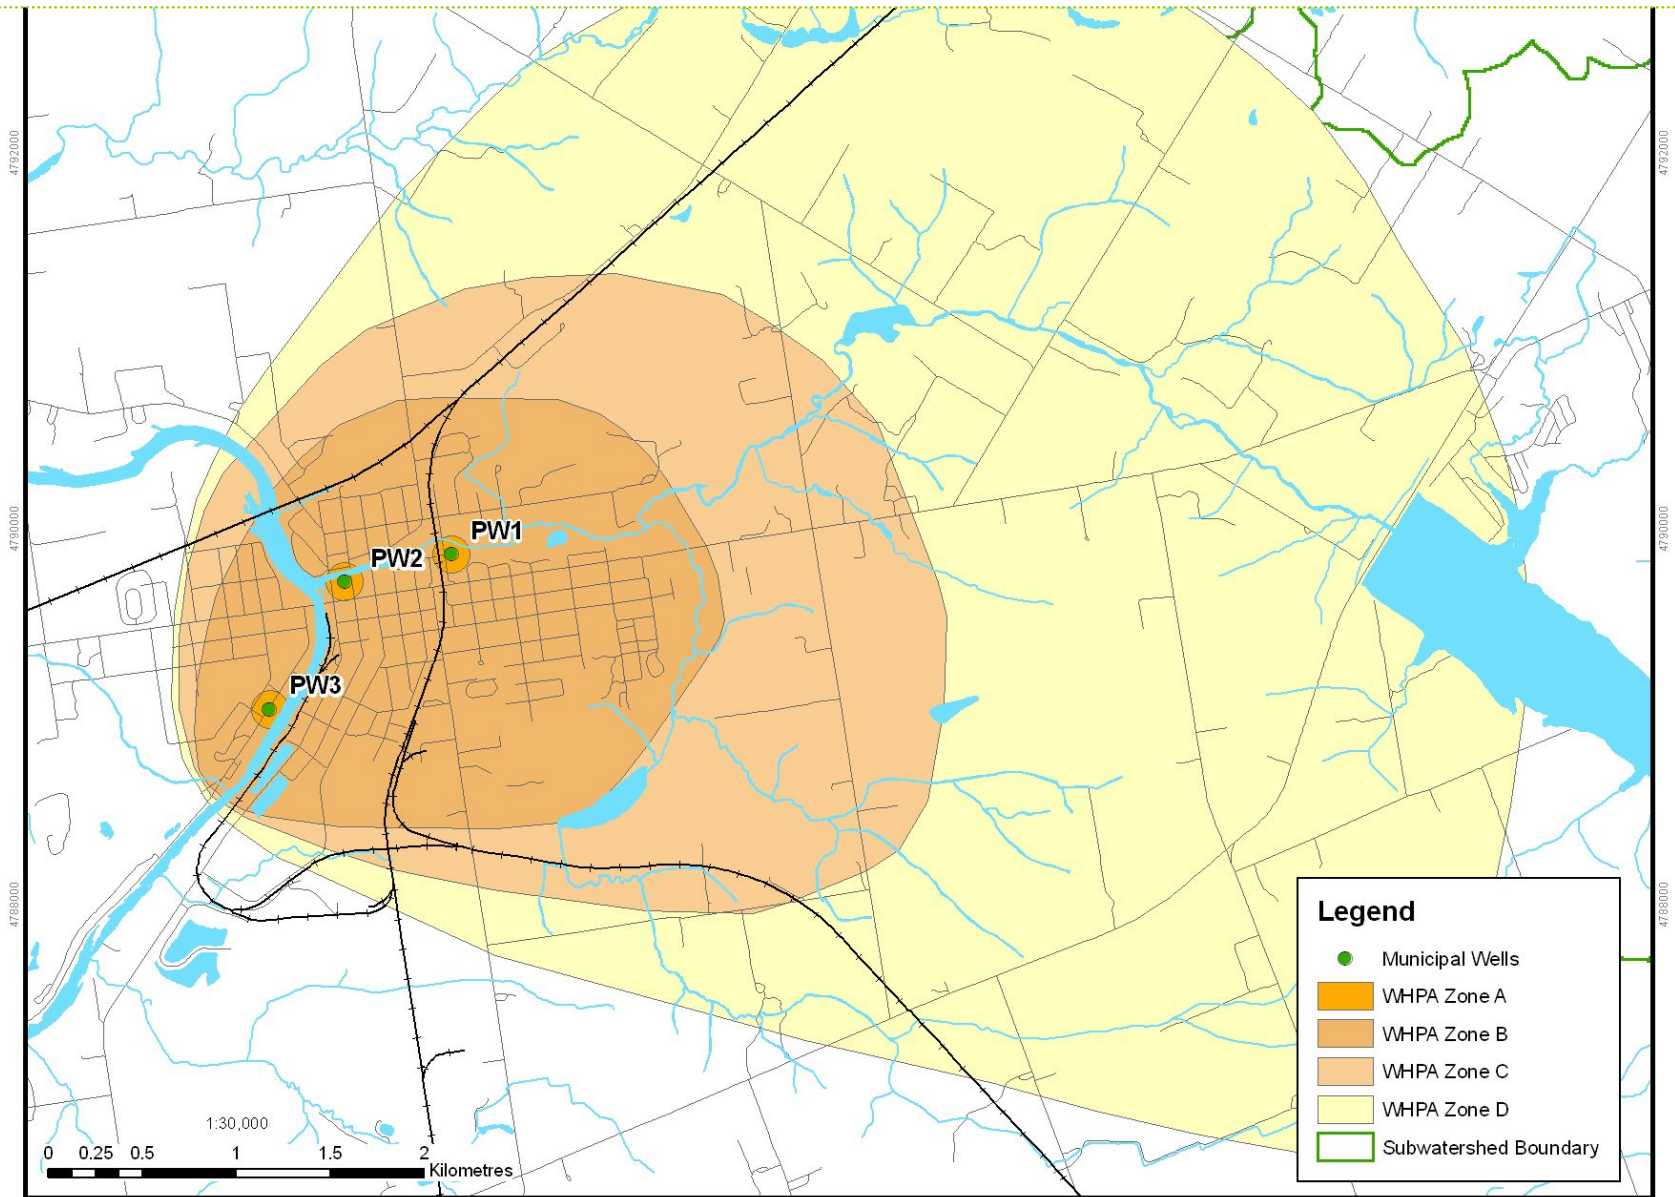 4792000
4792000
4790000
4790000
4788000
4788000
PW1
PW2
PW3
Legend
Municipal Wells
WHPA Zone A
WHPA Zone B
WHPA Zone C
WHPA Zone D
Subwatershed Boundary
1:30,000
0 0.25 0.5 1 1.5 2
Kilometres